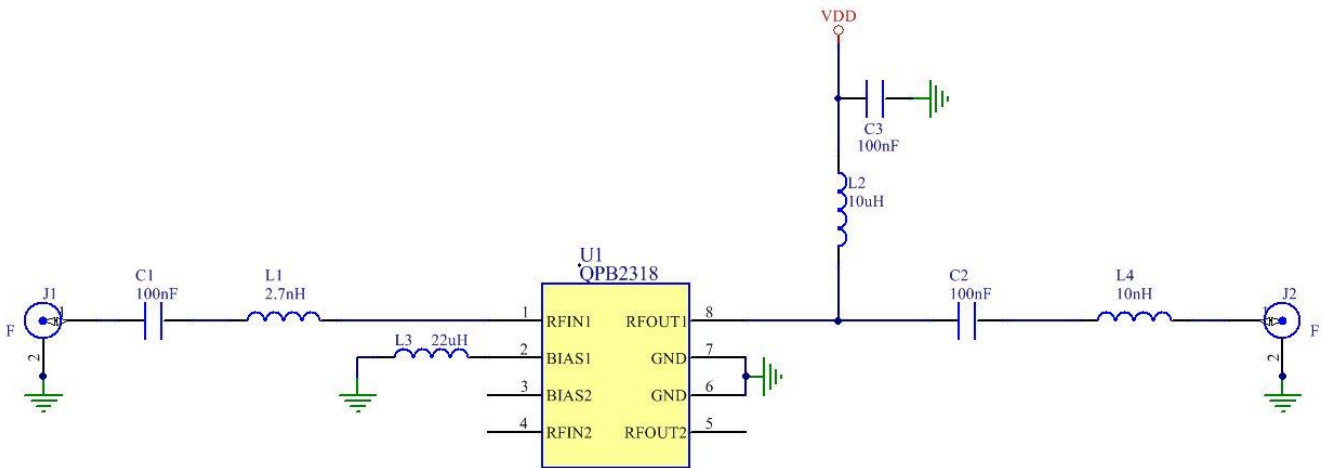 VDD
C3
100nF
L2
10uH
U1
QPB2318
C1
100nF
L1
2.7nH
C2
100nF
L4
10nH
J1
J2
F
1
1
F
2
2
L3 22uH
1 RFIN1 RFOUT1 8
2 BIAS1 GND 7
3 BIAS2 GND 6
4 RFIN2 RFOUT2 5